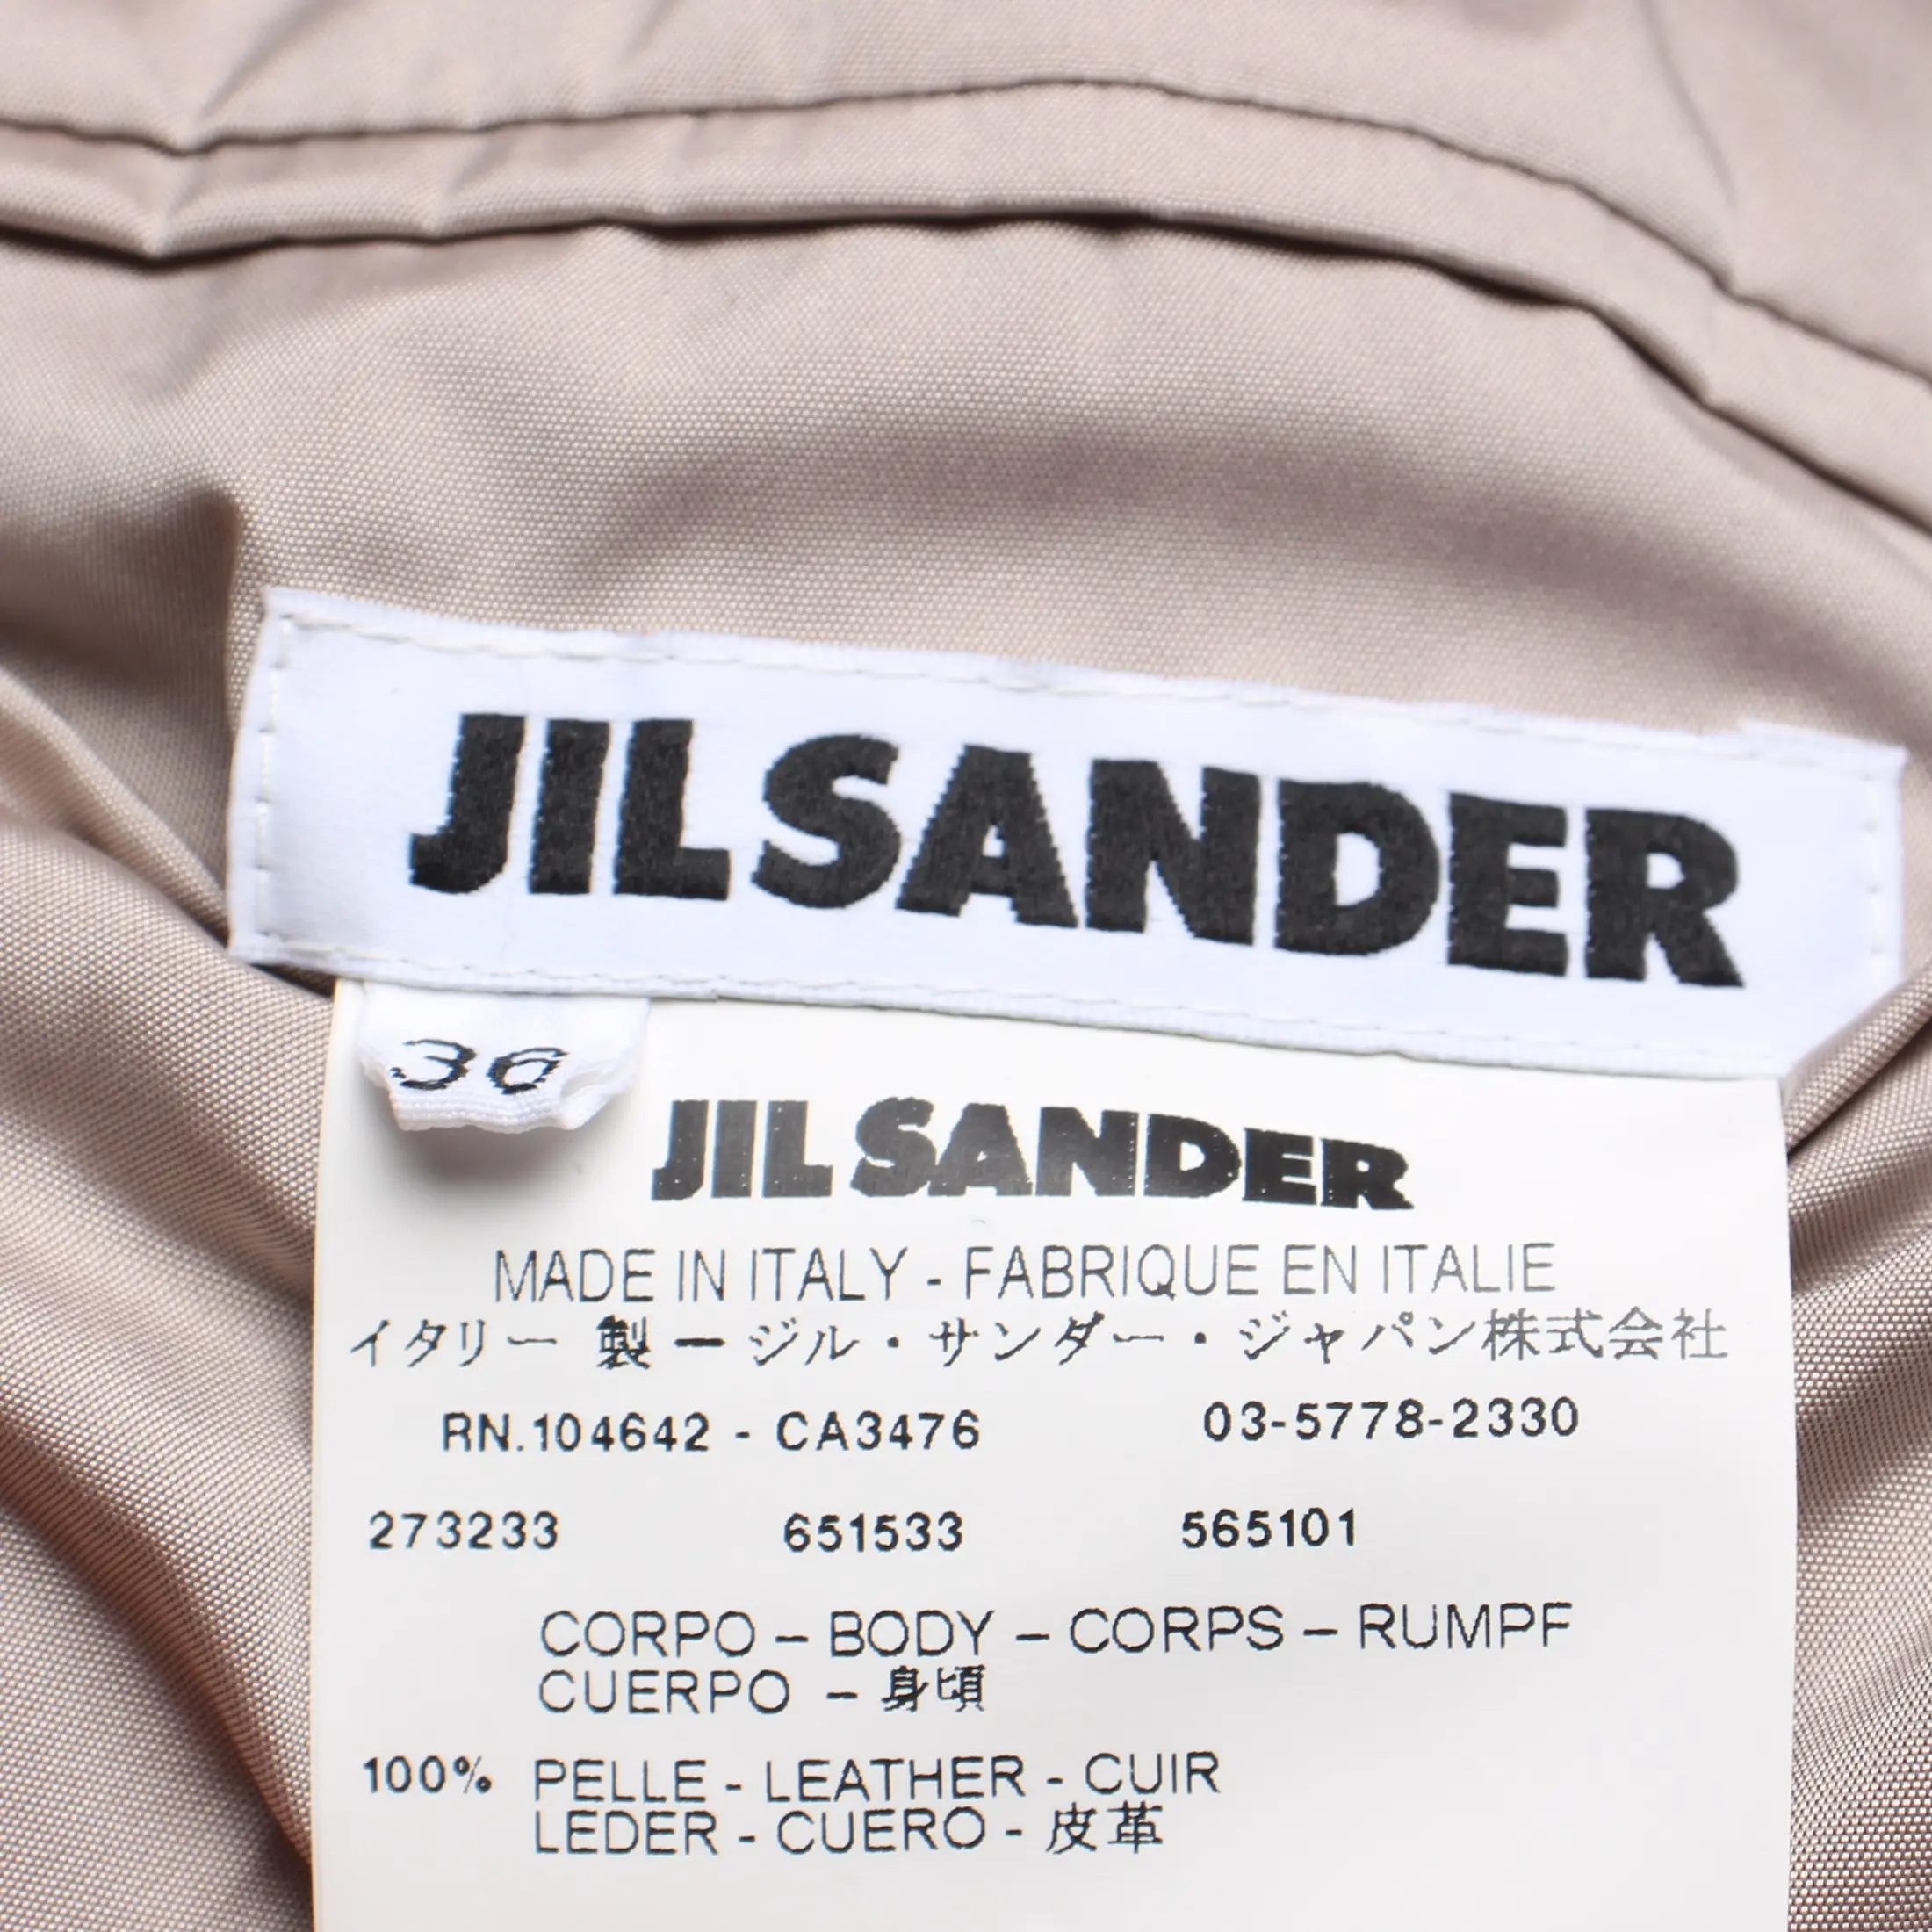 JIL SANDER
36
JIL SANDER
MADE IN ITALY - FABRIQUE EN ITALIE
イタリー 製 ー ジル・サンダー・ジャパン株式会社
RN.104642 - CA3476 03-5778-2330
273233 651533 565101
CORPO – BODY – CORPS – RUMPF
CUERPO – 身頃
100% PELLE - LEATHER - CUIR
LEDER - CUERO - 皮革